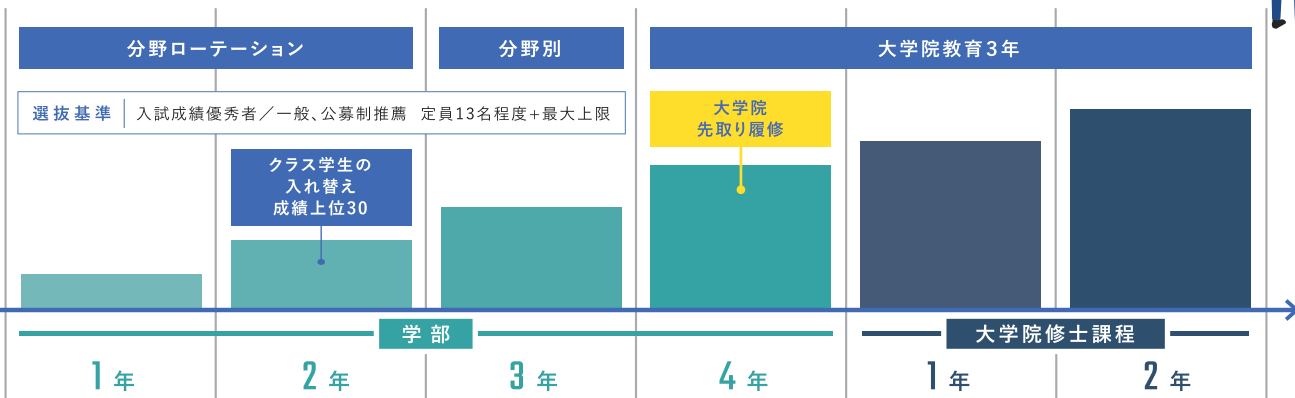 分野ローテーション
分野別
大学院教育3年
選抜基準 入試成績優秀者／一般、公募制推薦 定員13名程度+最大上限
大学院
先取り履修
クラス学生の
入れ替え
成績上位30
学部
大学院修士課程
1年
2年
3年
4年
1年
2年